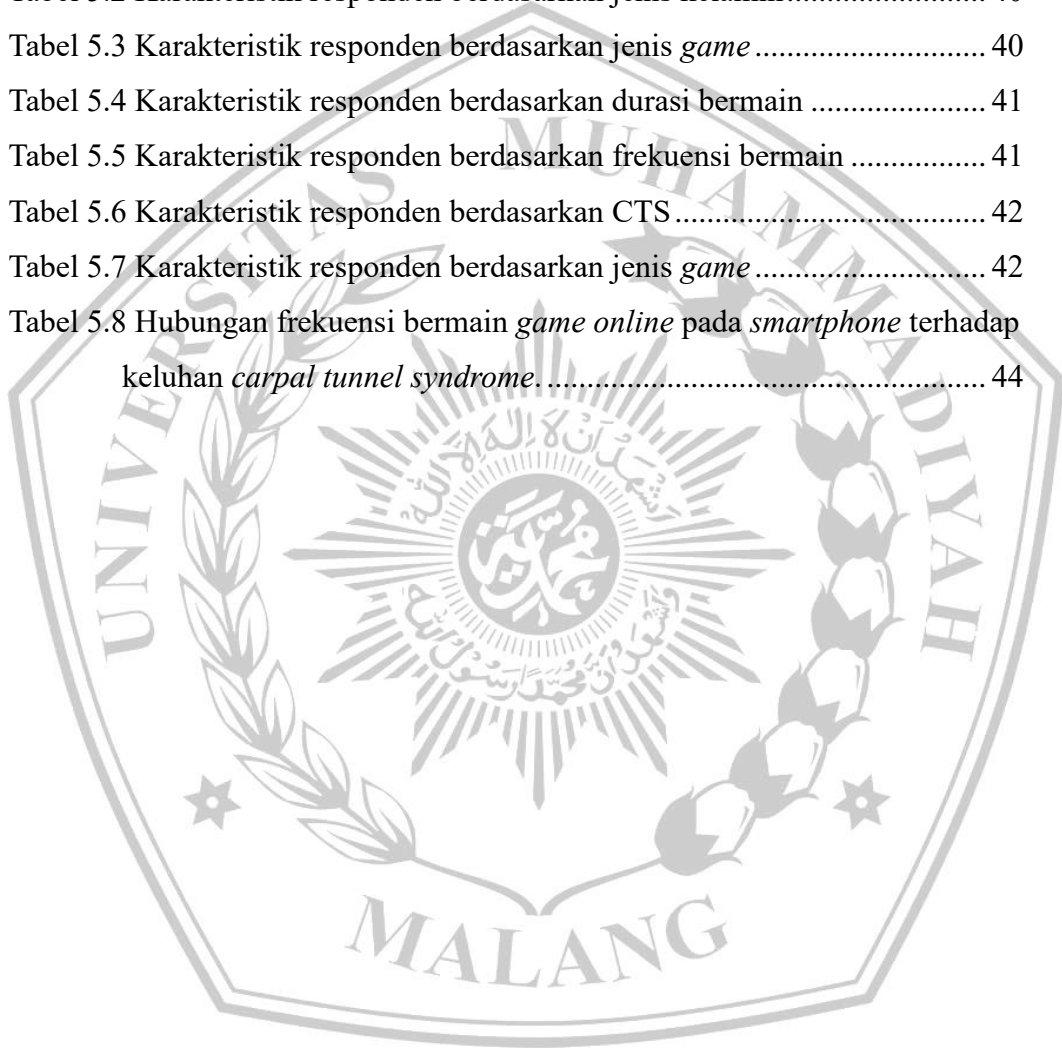 Tabel 5.3 Karakteristik responden berdasarkan jenis game ........................... 40
Tabel 5.4 Karakteristik responden berdasarkan durasi bermain ..................... 41
Tabel 5.5 Karakteristik responden berdasarkan frekuensi bermain ................ 41
Tabel 5.6 Karakteristik responden berdasarkan CTS ..................................... 42
Tabel 5.7 Karakteristik responden berdasarkan jenis game ........................... 42
Tabel 5.8 Hubungan frekuensi bermain game online pada smartphone terhadap
keluhan carpal tunnel syndrome. ..................................................... 44
UNIVERSITAS MUHAMMADIYAH
MALANG